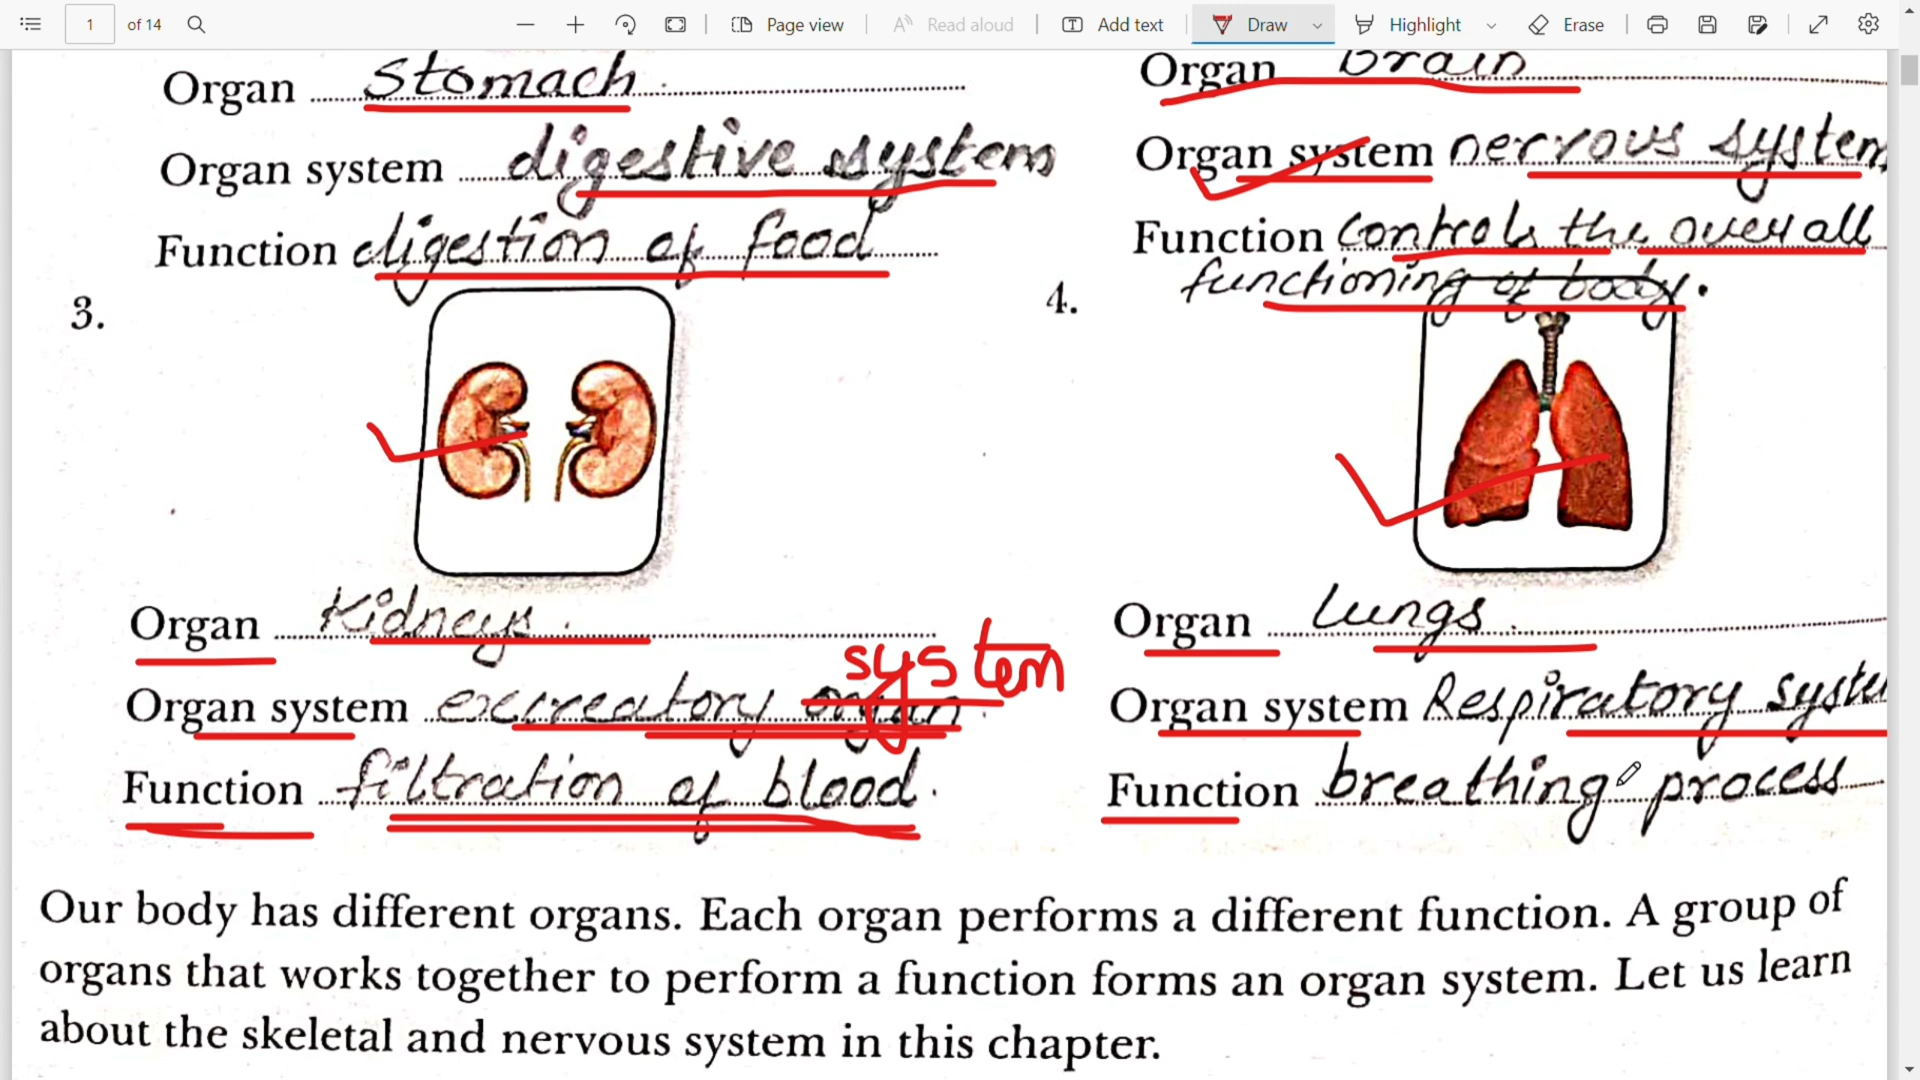 1 of 14 Page view Read aloud Add text Draw Highlight Erase
Organ Stomach.
Organ system digestive system
Function digestion of food
Organ brain
Organ system nervous system
Function controls the overall
functioning of body.
3.
4.
Organ Kidneys.
system
Organ system excreatory organ.
Function filtration of blood.
Organ lungs.
Organ system Respiratory syste
Function breathing process
Our body has different organs. Each organ performs a different function. A group of
organs that works together to perform a function forms an organ system. Let us learn
about the skeletal and nervous system in this chapter.